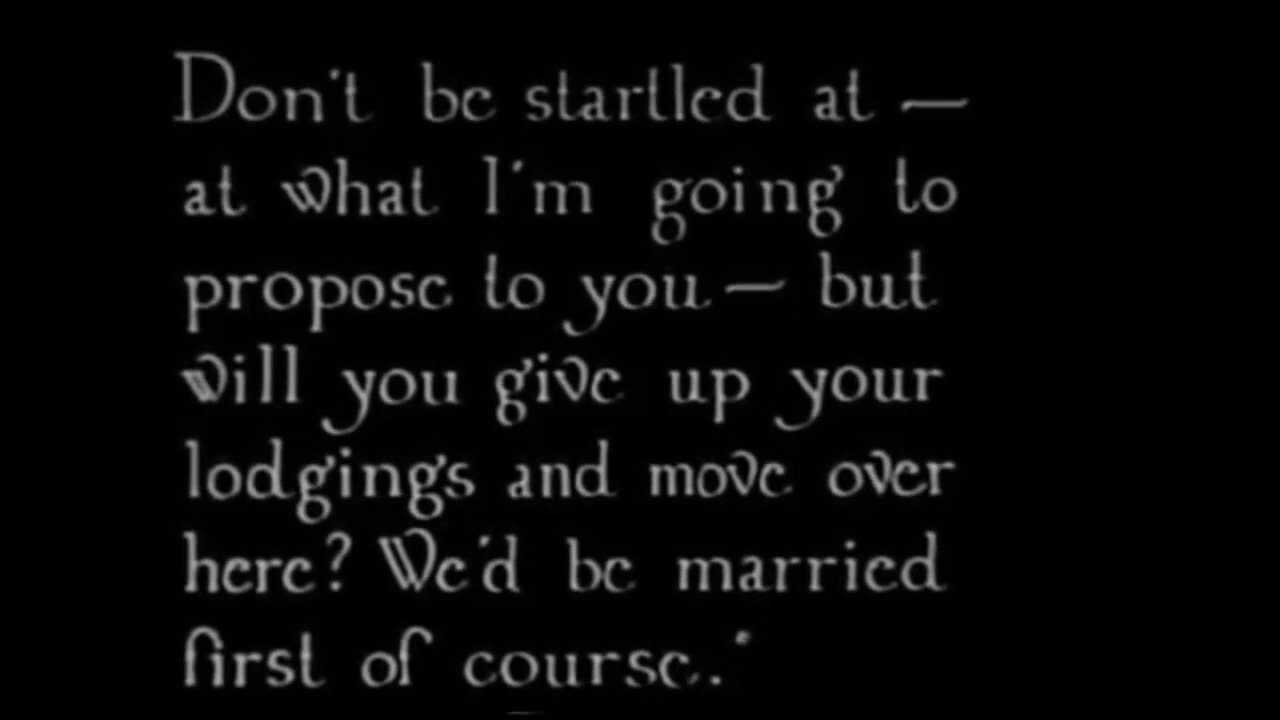 Don't be startled at —
at what I'm going to
propose to you — but
will you give up your
lodgings and move over
here? We'd be married
first of course."